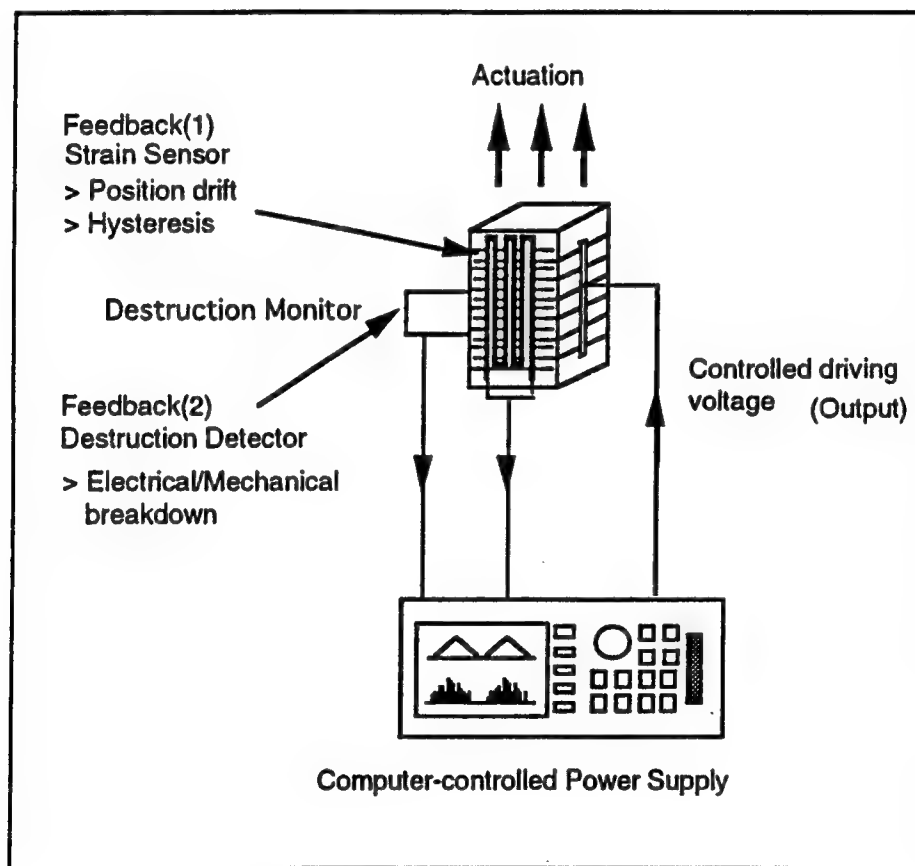 Actuation
Feedback(1)
Strain Sensor
> Position drift
> Hysteresis
Destruction Monitor
Feedback(2)
Destruction Detector
> Electrical/Mechanical
breakdown
Controlled driving
voltage (Output)
Computer-controlled Power Supply